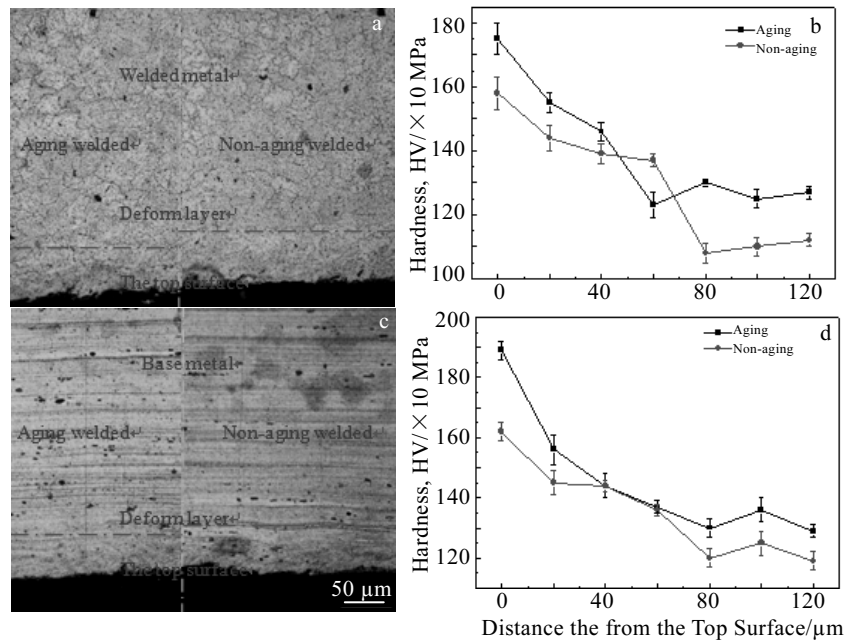 a
Welded metal↵
Aging welded↵ Non-aging welded↵
Deform layer↵
The top surface↵
b
Aging
Non-aging
Hardness, HV/×10 MPa
180
160
140
120
100
0 40 80 120
c
Base metal↵
Aging welded↵ Non-aging welded↵
Deform layer↵
The top surface↵
50 μm
d
Aging
Non-aging
Hardness, HV/×10 MPa
200
190
160
130
120
0 40 80 120
Distance the from the Top Surface/μm